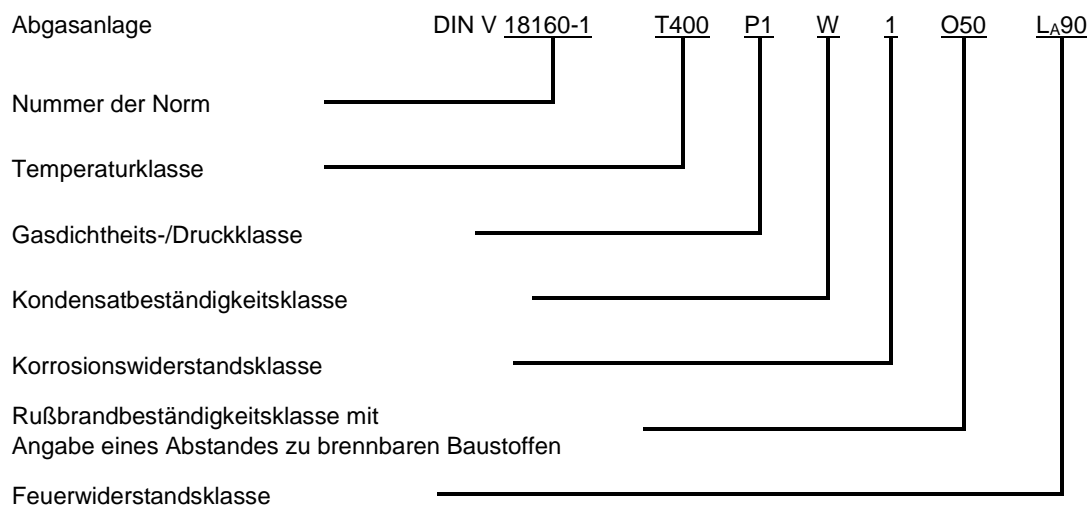 Abgasanlage DIN V 18160-1 T400 P1 W 1 O50 LA90
Nummer der Norm
Temperaturklasse
Gasdichtheits-/Druckklasse
Kondensatbeständigkeitsklasse
Korrosionswiderstandsklasse
Rußbrandbeständigkeitsklasse mit
Angabe eines Abstandes zu brennbaren Baustoffen
Feuerwiderstandsklasse